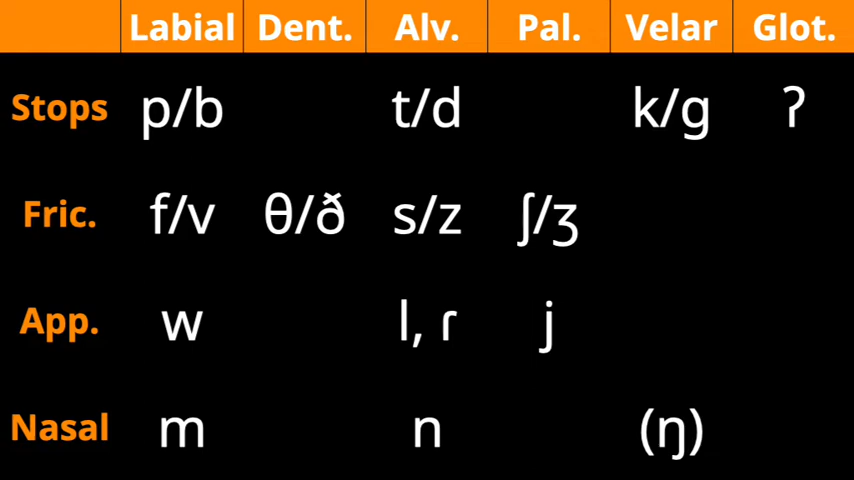 Labial Dent. Alv. Pal. Velar Glot.
Stops p/b t/d k/g ʔ
Fric. f/v θ/ð s/z ʃ/ʒ
App. w l, ɾ j
Nasal m n (ŋ)